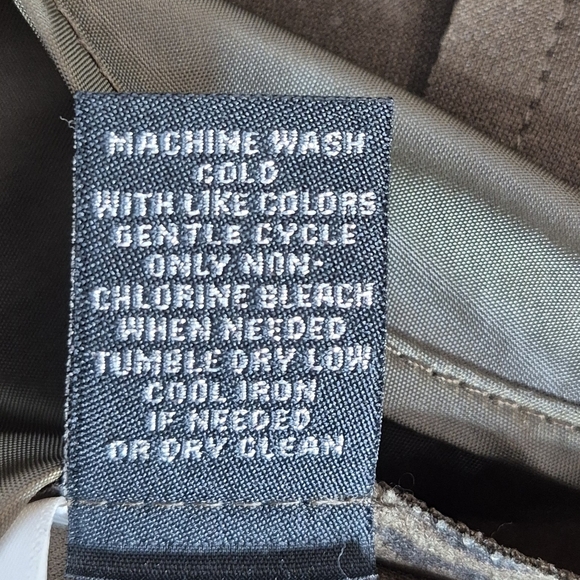 MACHINE WASH
COLD
WITH LIKE COLORS
GENTLE CYCLE
ONLY NON-
CHLORINE BLEACH
WHEN NEEDED
TUMBLE DRY LOW
COOL IRON
IF NEEDED
OR DRY CLEAN